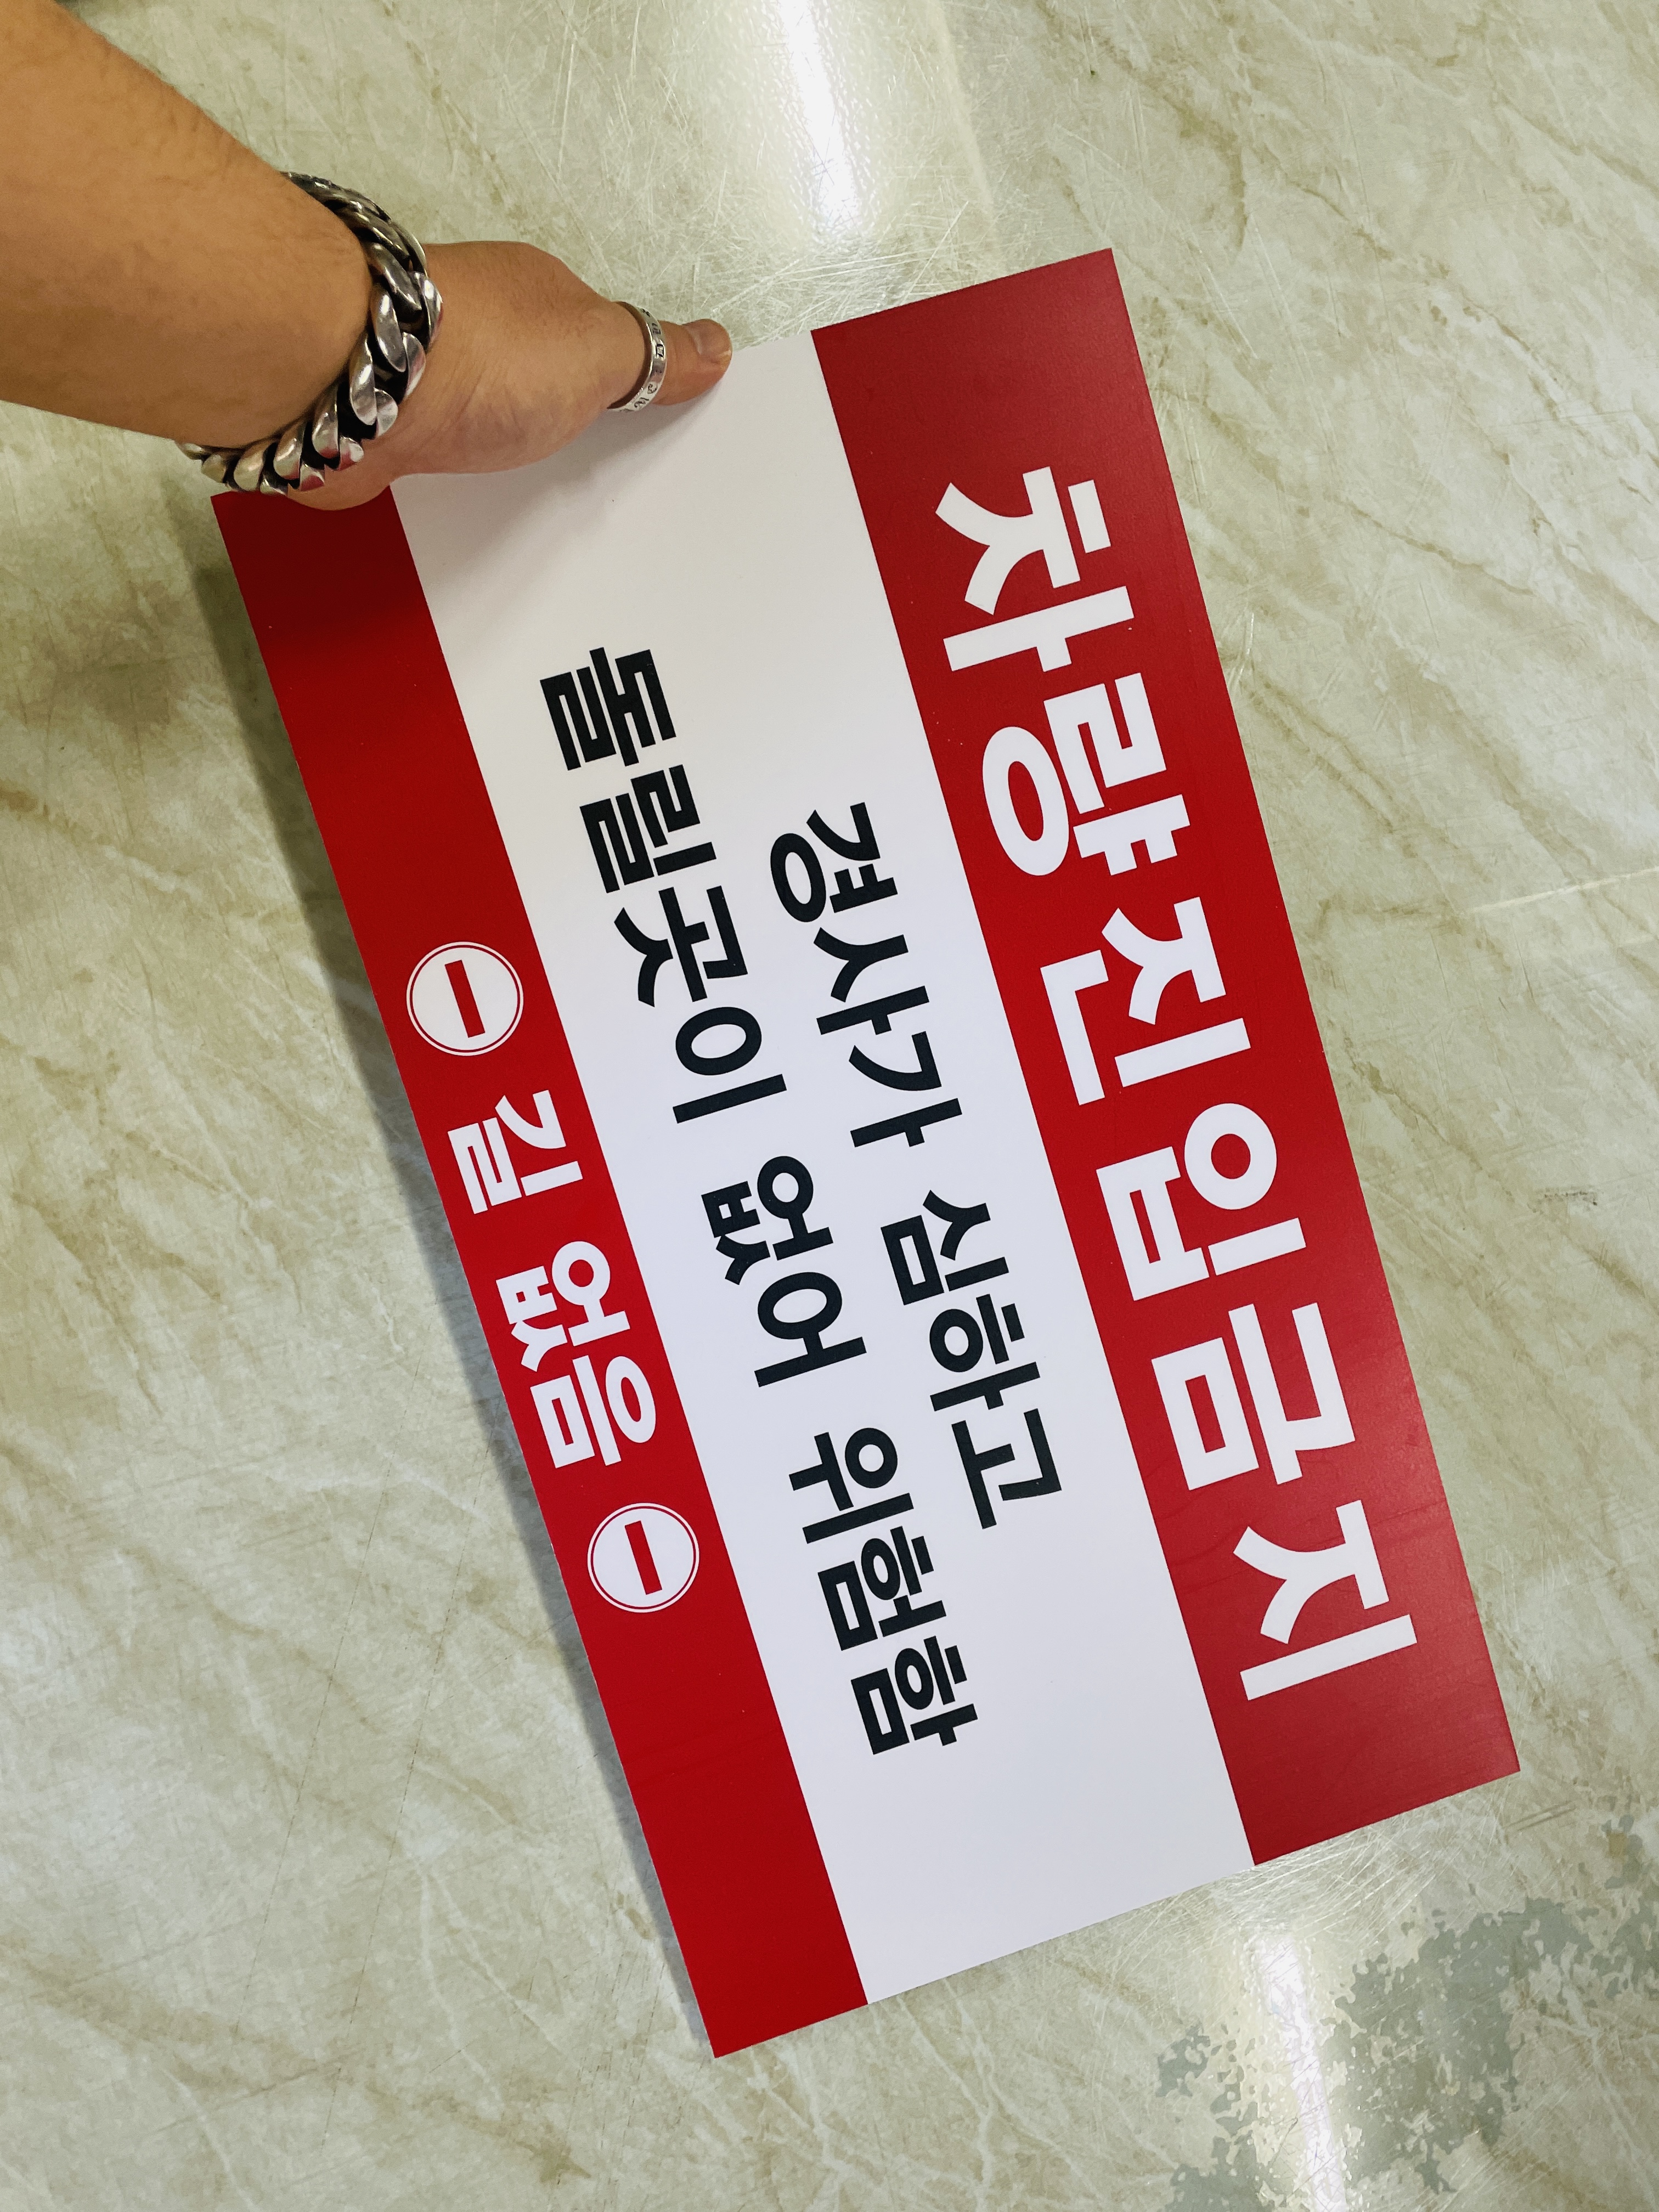 차량진입금지
경사가 심하고
돌릴곳이 없어 위험함
길 없음